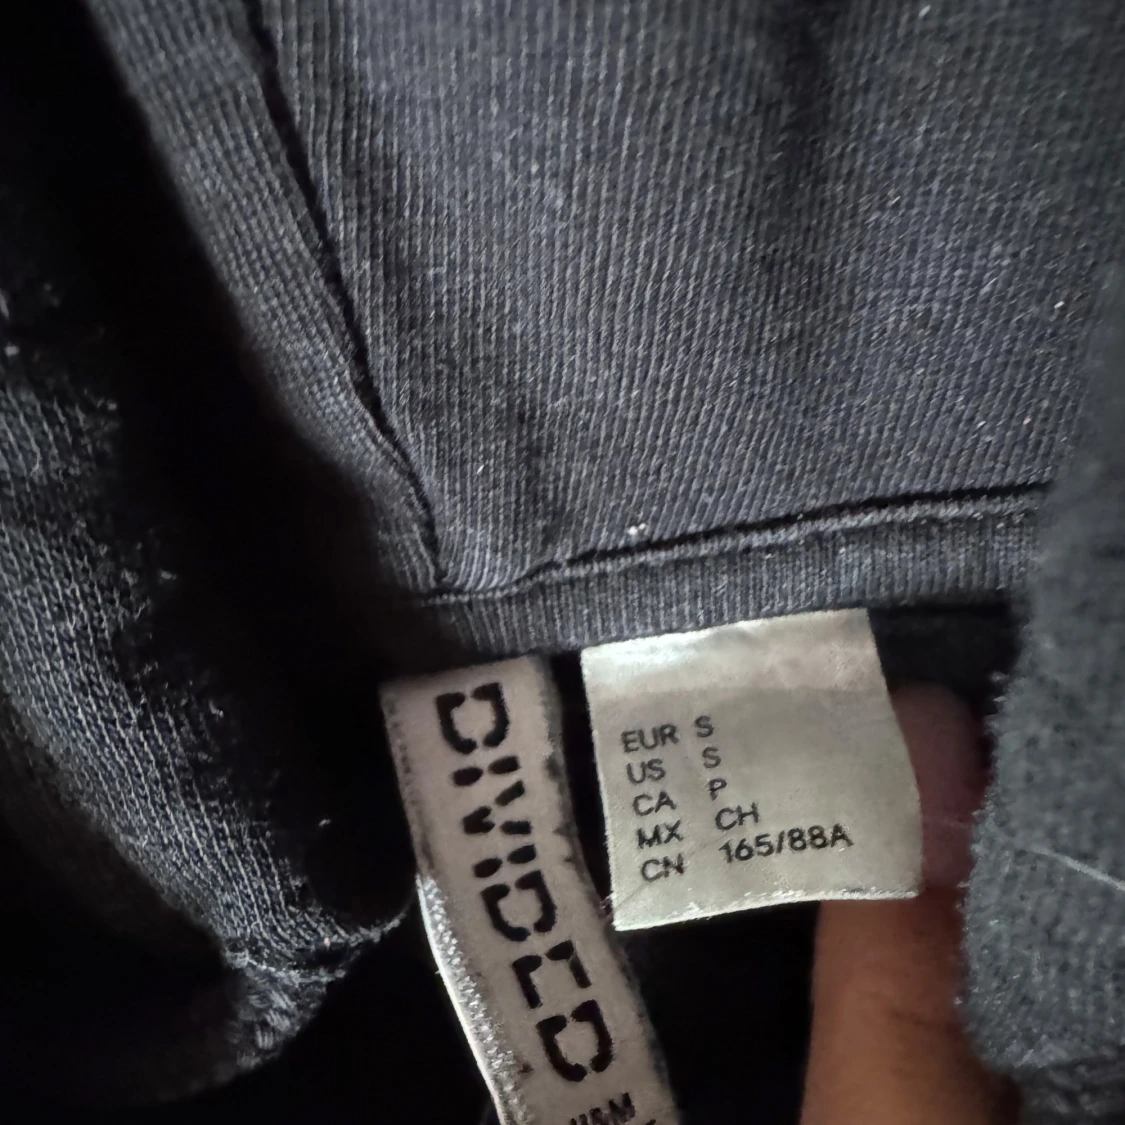 DIVIDED
H&M
EUR S
US S
CA P
MX CH
CN 165/88A